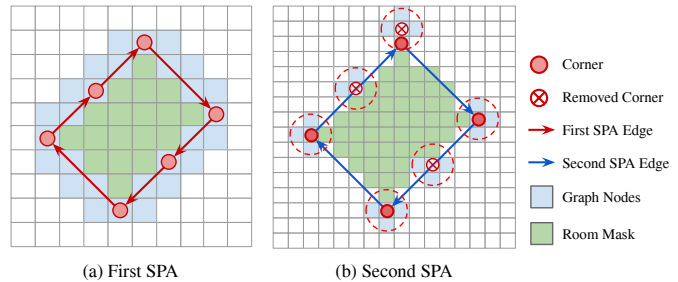 Corner
Removed Corner
First SPA Edge
Second SPA Edge
Graph Nodes
Room Mask
(a) First SPA
(b) Second SPA